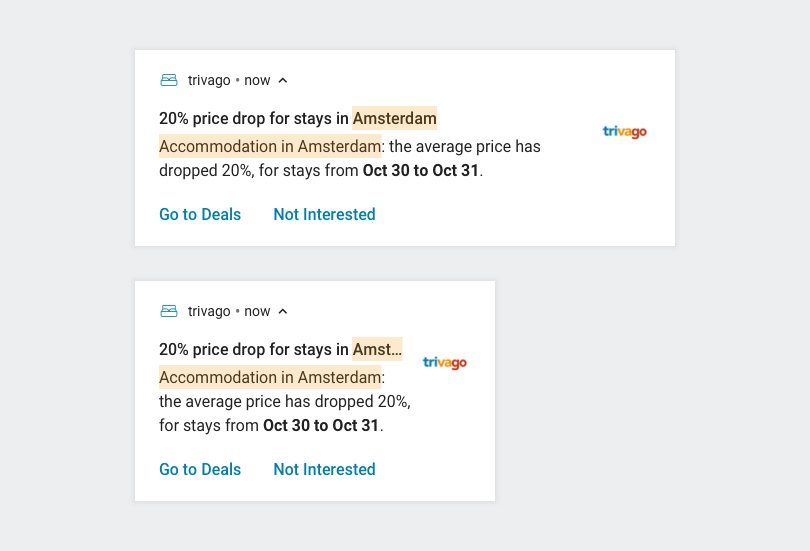 trivago • now
20% price drop for stays in Amsterdam
trivago
Accommodation in Amsterdam: the average price has
dropped 20%, for stays from Oct 30 to Oct 31.
Go to Deals Not Interested
trivago • now
20% price drop for stays in Amst...
trivago
Accommodation in Amsterdam:
the average price has dropped 20%,
for stays from Oct 30 to Oct 31.
Go to Deals Not Interested